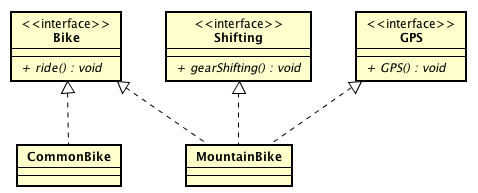 <<interface>>
Bike
+ ride() : void
<<interface>>
Shifting
+ gearShifting() : void
<<interface>>
GPS
+ GPS() : void
CommonBike
MountainBike